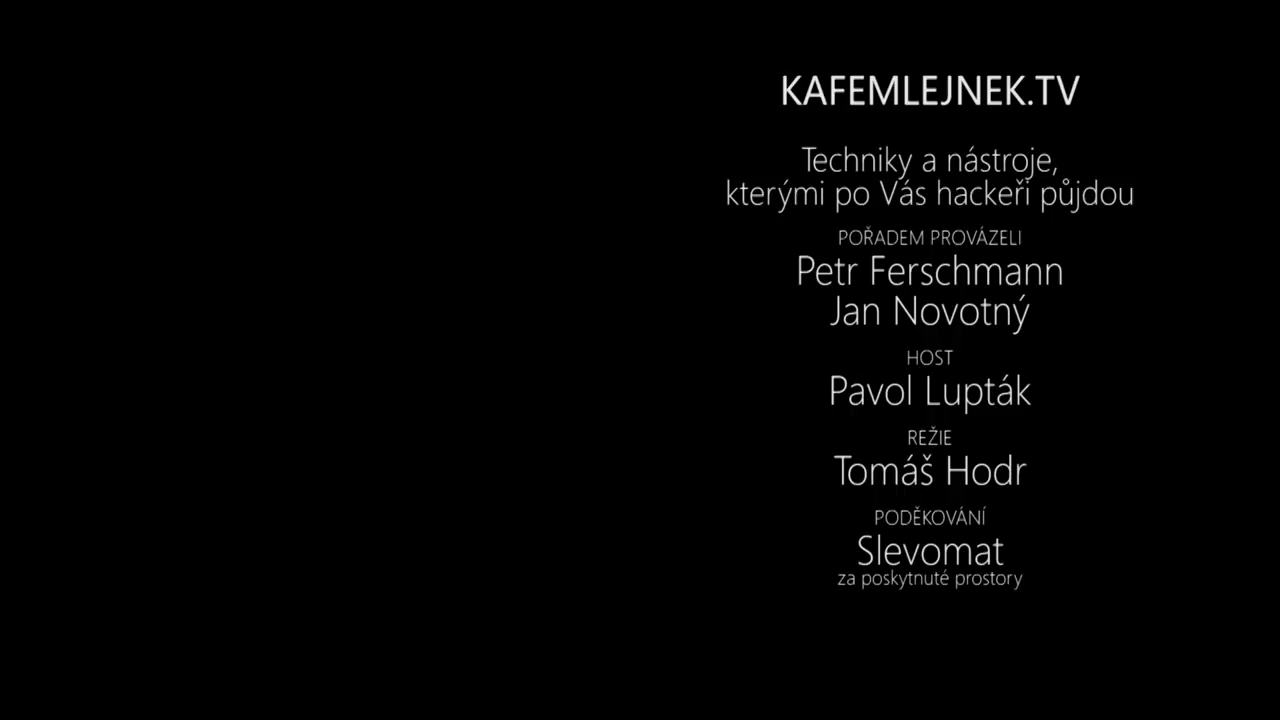 KAFEMLEJNEK.TV
Techniky a nástroje,
kterými po Vás hackeři půjdou
POŘADEM PROVÁZELI
Petr Ferschmann
Jan Novotný
HOST
Pavol Lupták
REŽIE
Tomáš Hodr
PODĚKOVÁNÍ
Slevomat
za poskytnuté prostory